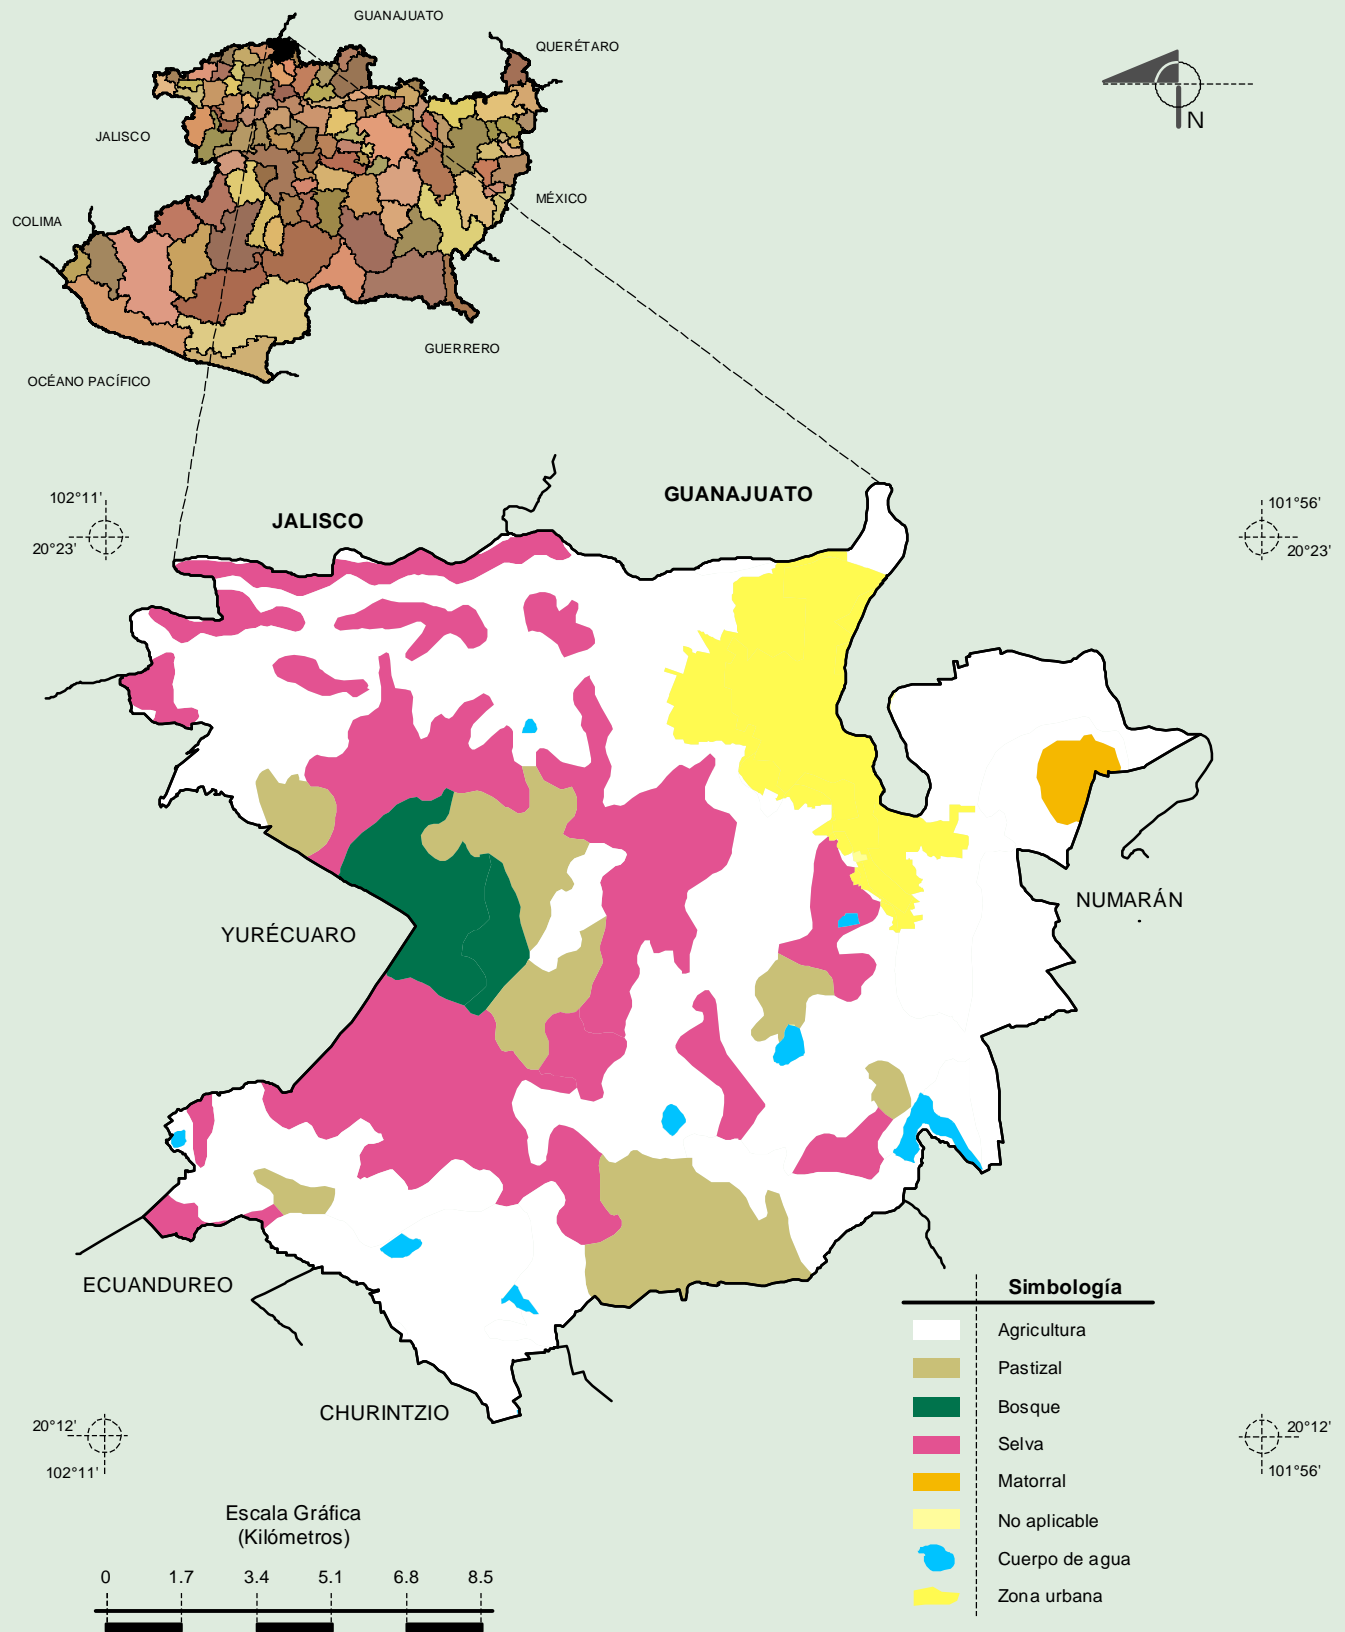 GUANAJUATO
QUERÉTARO
JALISCO
N
MÉXICO
COLIMA
GUERRERO
OCÉANO PACÍFICO
102°11'
20°23'
JALISCO
GUANAJUATO
101°56'
20°23'
NUMARÁN
YURÉCUARO
ECUANDUREO
CHURINTZIO
20°12'
102°11'
20°12'
101°56'
Simbología
Agricultura
Pastizal
Bosque
Selva
Matorral
No aplicable
Cuerpo de agua
Zona urbana
Escala Gráfica
(Kilómetros)
0 1.7 3.4 5.1 6.8 8.5